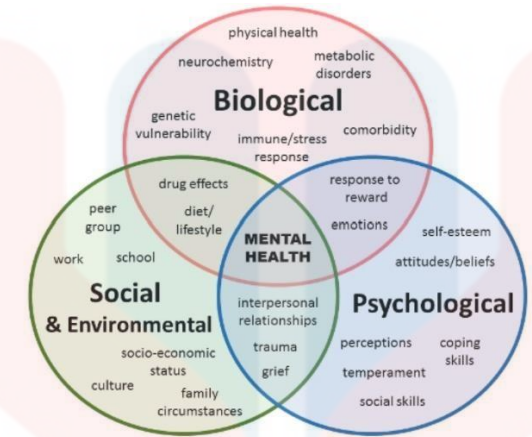 physical health
neurochemistry
metabolic
disorders
Biological
genetic
vulnerability
immune/stress
response
comorbidity
drug effects
response to
reward
diet/
lifestyle
emotions
MENTAL
HEALTH
peer
group
work
school
Social
& Environmental
socio-economic
status
culture
family
circumstances
interpersonal
relationships
trauma
grief
self-esteem
attitudes/beliefs
Psychological
perceptions
coping
skills
temperament
social skills